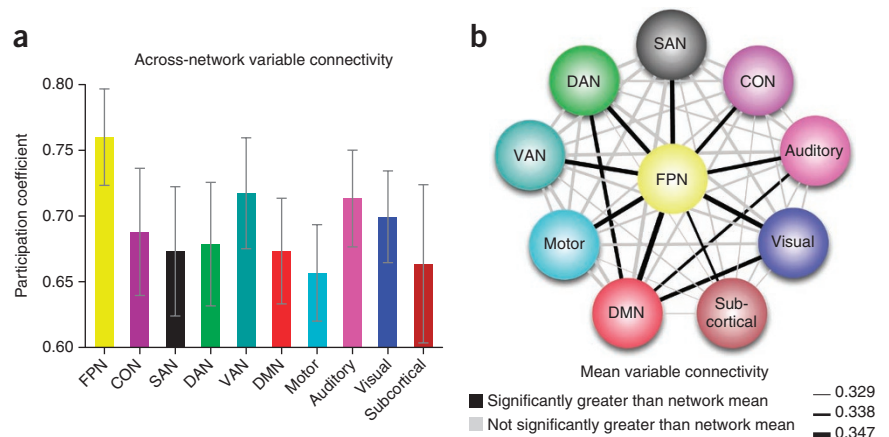 a
Across-network variable connectivity
Participation coefficient
0.80
0.75
0.70
0.65
0.60
FPN
CON
SAN
DAN
VAN
DMN
Motor
Auditory
Visual
Subcortical
b
SAN
DAN
CON
VAN
Auditory
FPN
Motor
Visual
DMN
Sub-
cortical
Mean variable connectivity
Significantly greater than network mean
Not significantly greater than network mean
0.329
0.338
0.347